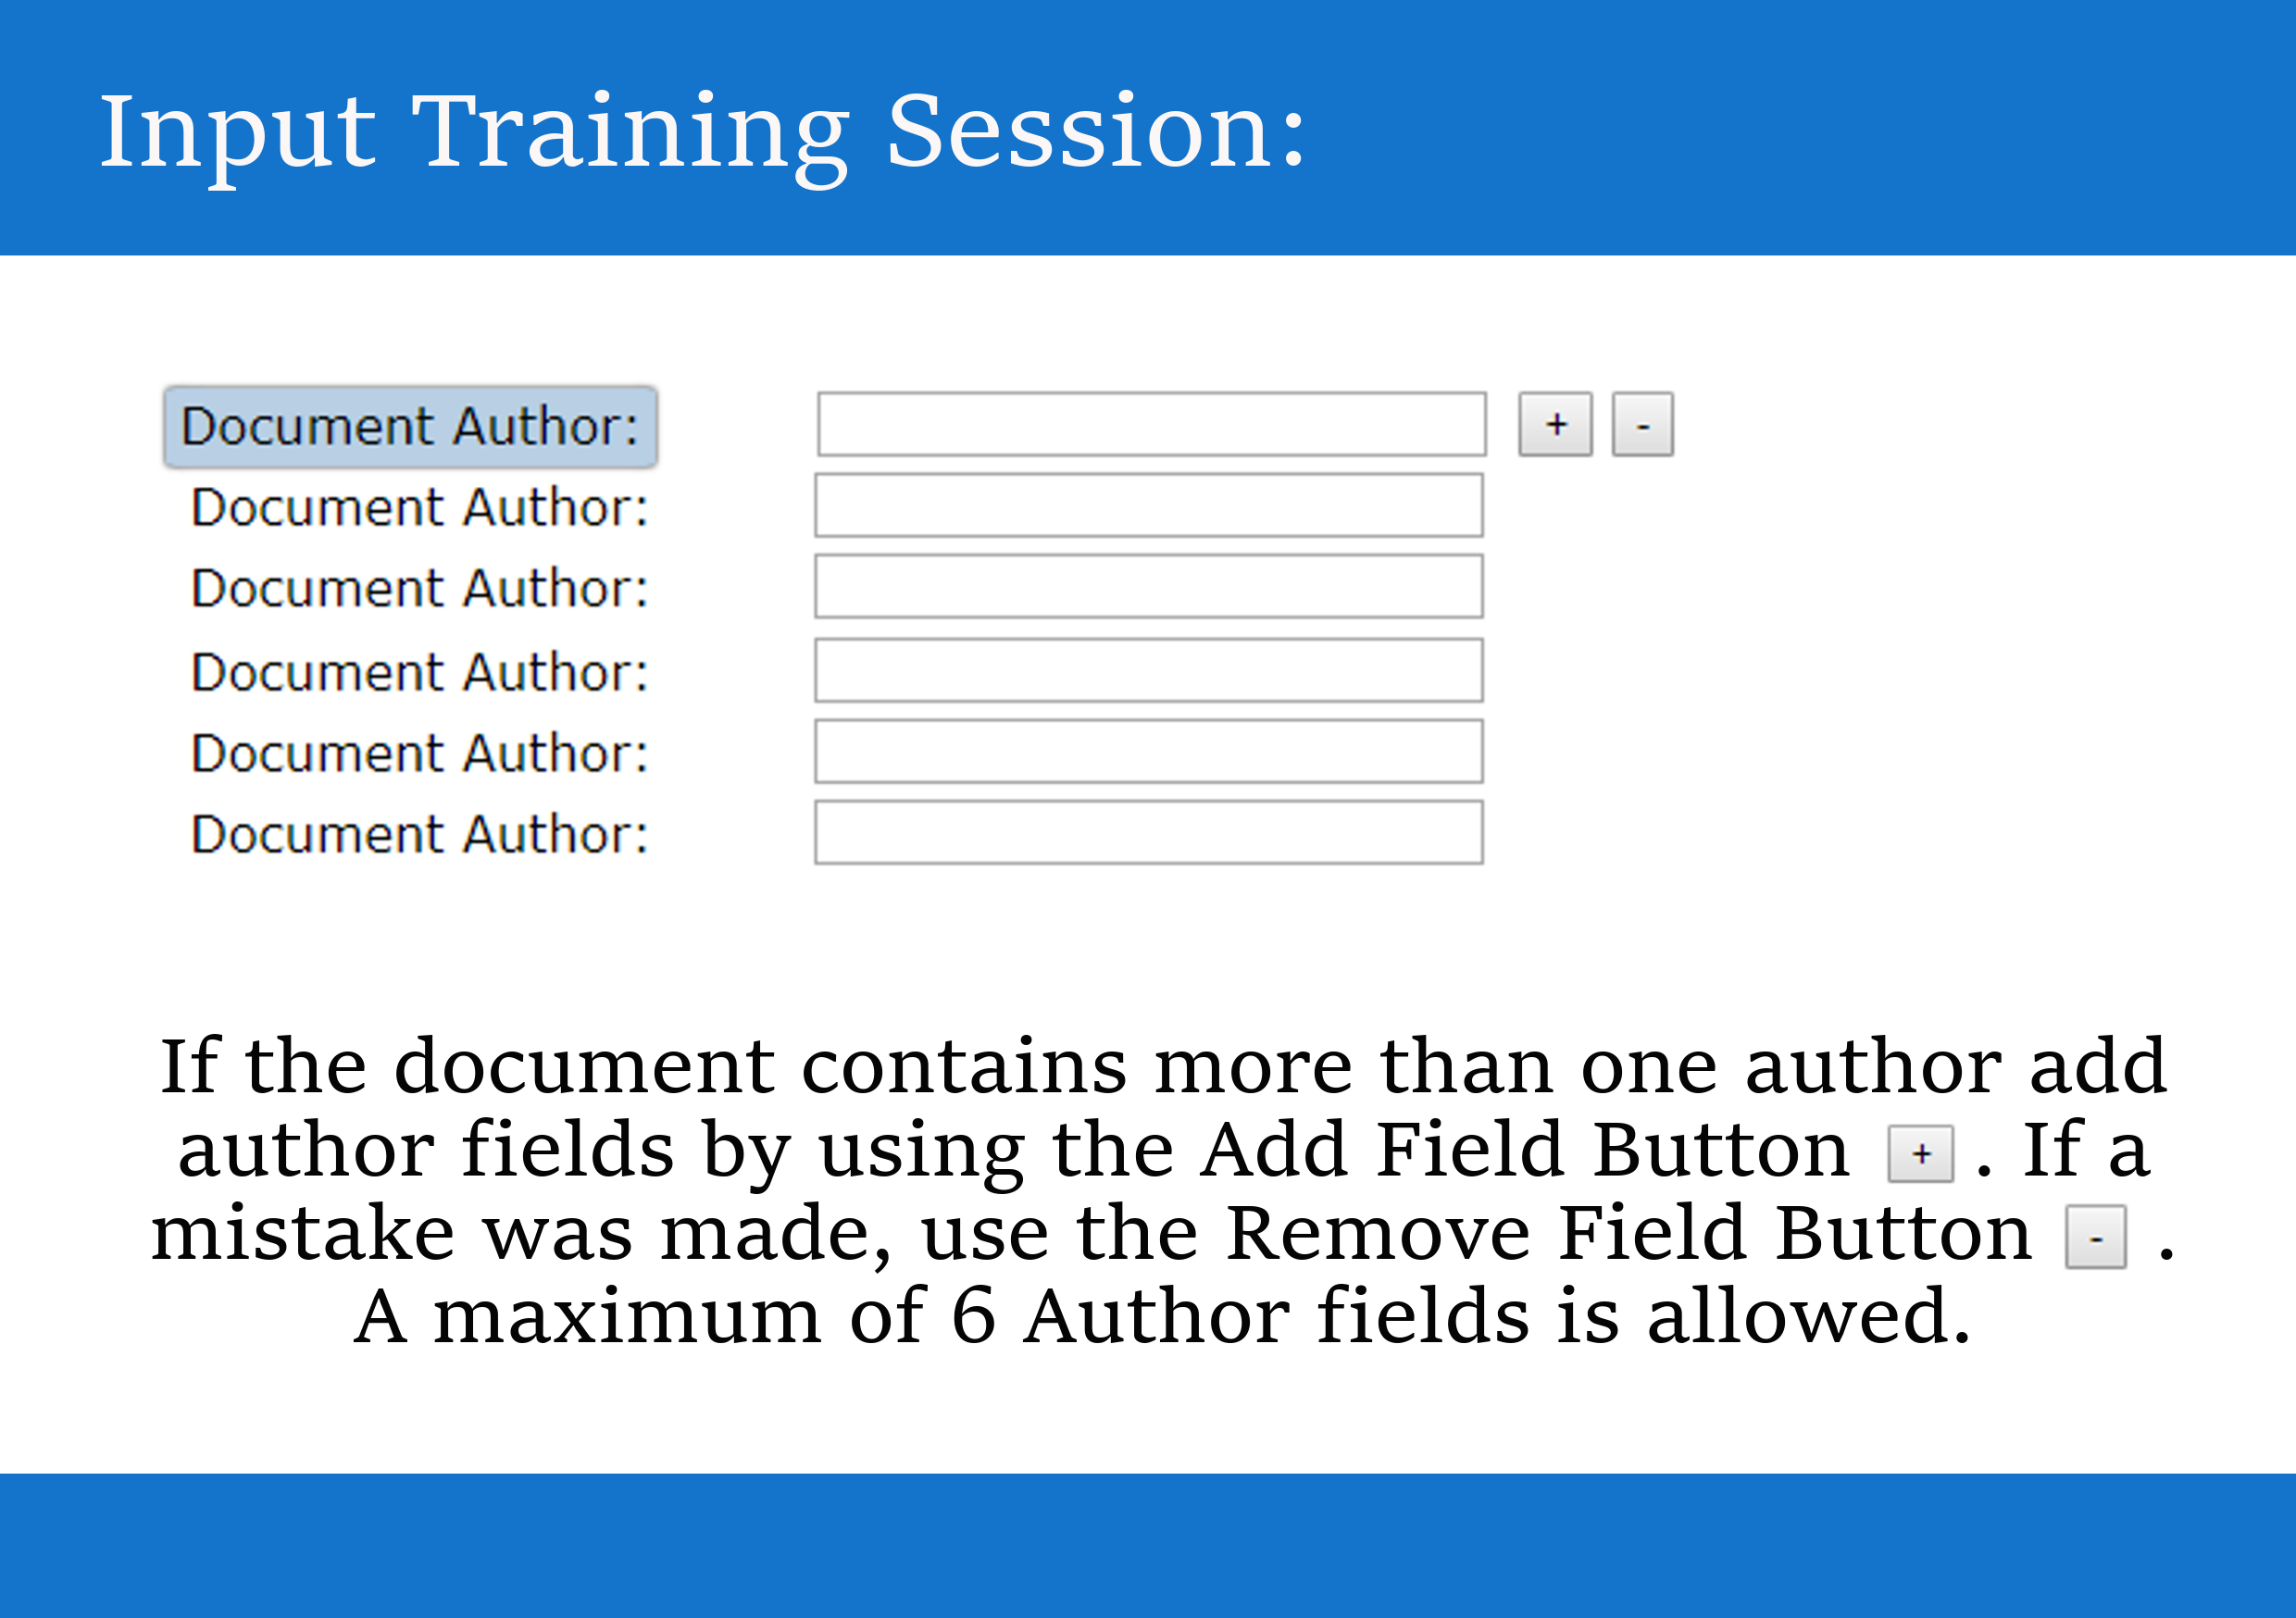 Input Training Session:
Document Author: + -
Document Author:
Document Author:
Document Author:
Document Author:
Document Author:
If the document contains more than one author add
author fields by using the Add Field Button + . If a
mistake was made, use the Remove Field Button - .
A maximum of 6 Author fields is allowed.